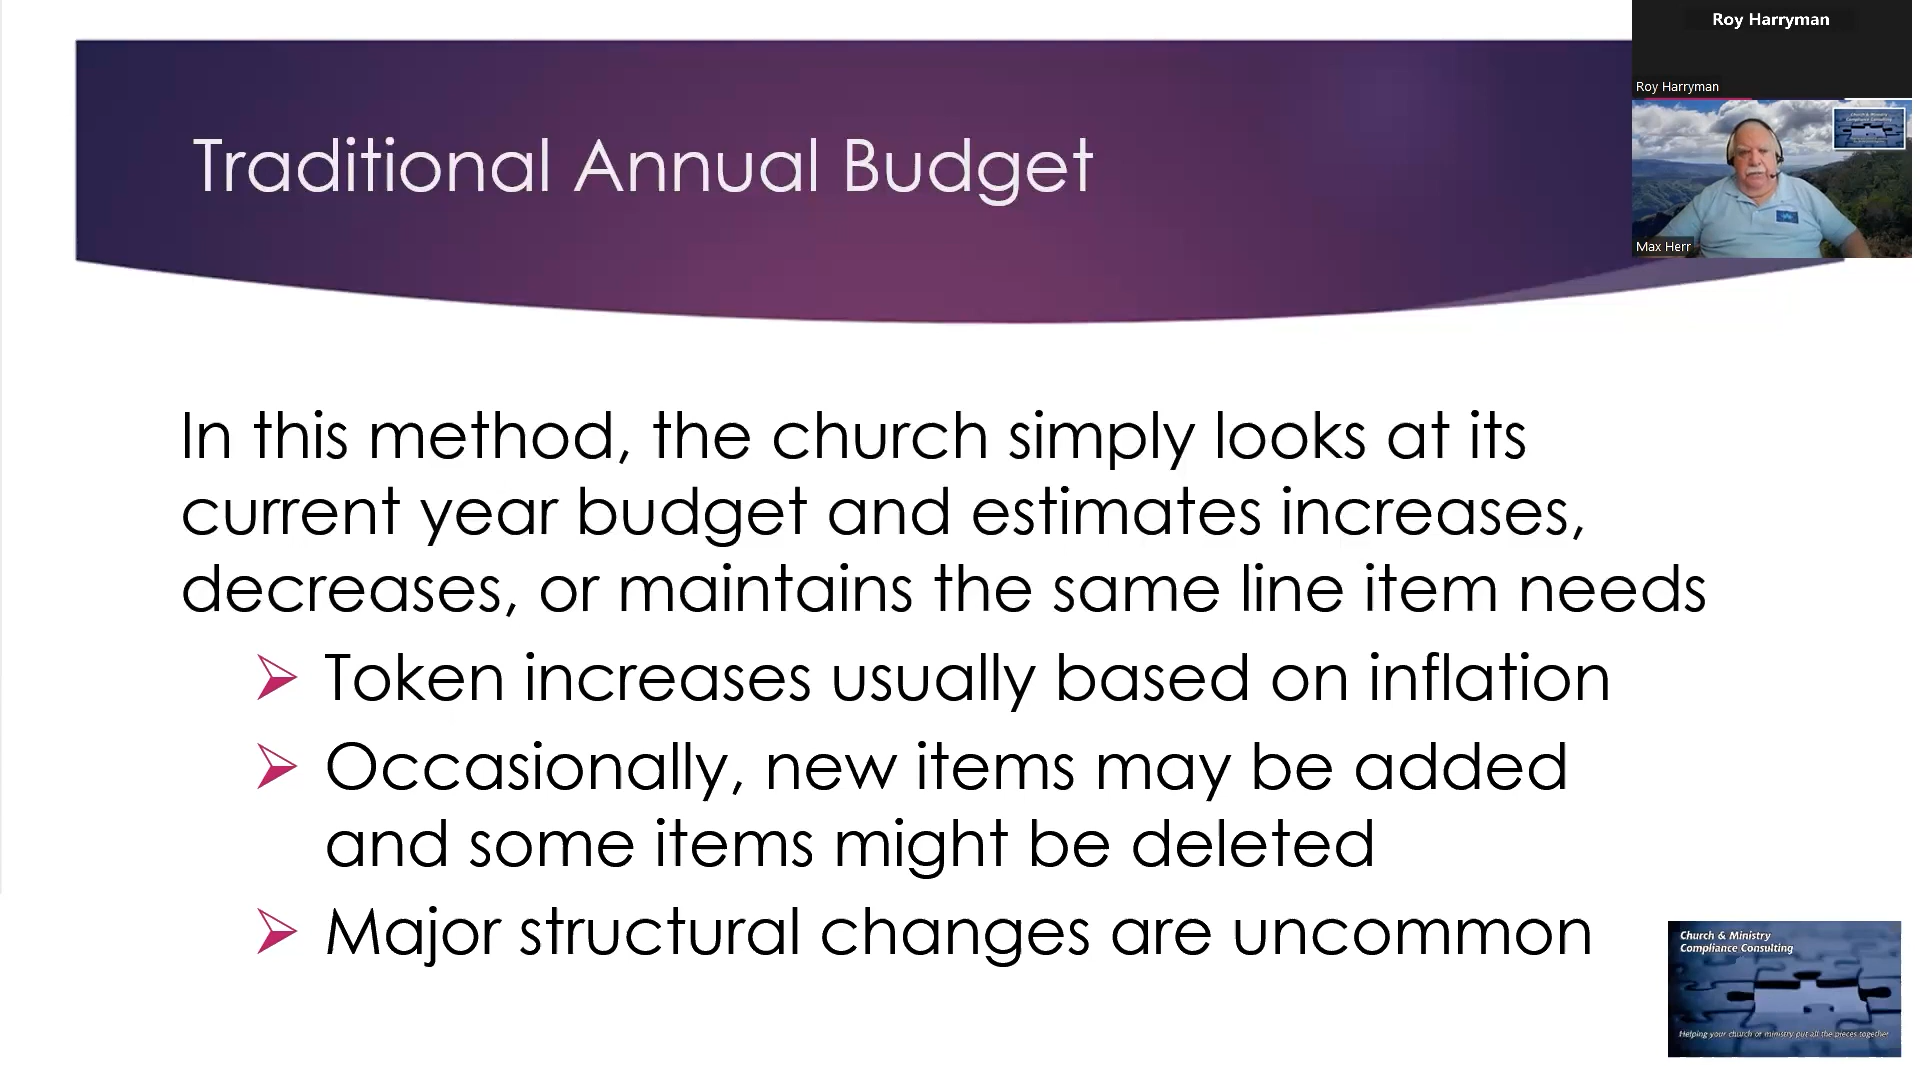 Roy Harryman
Roy Harryman
Traditional Annual Budget
Max Herr
In this method, the church simply looks at its
current year budget and estimates increases,
decreases, or maintains the same line item needs
Token increases usually based on inflation
Occasionally, new items may be added
and some items might be deleted
Major structural changes are uncommon
Church & Ministry
Compliance Consulting
Helping your church or ministry put all the pieces together